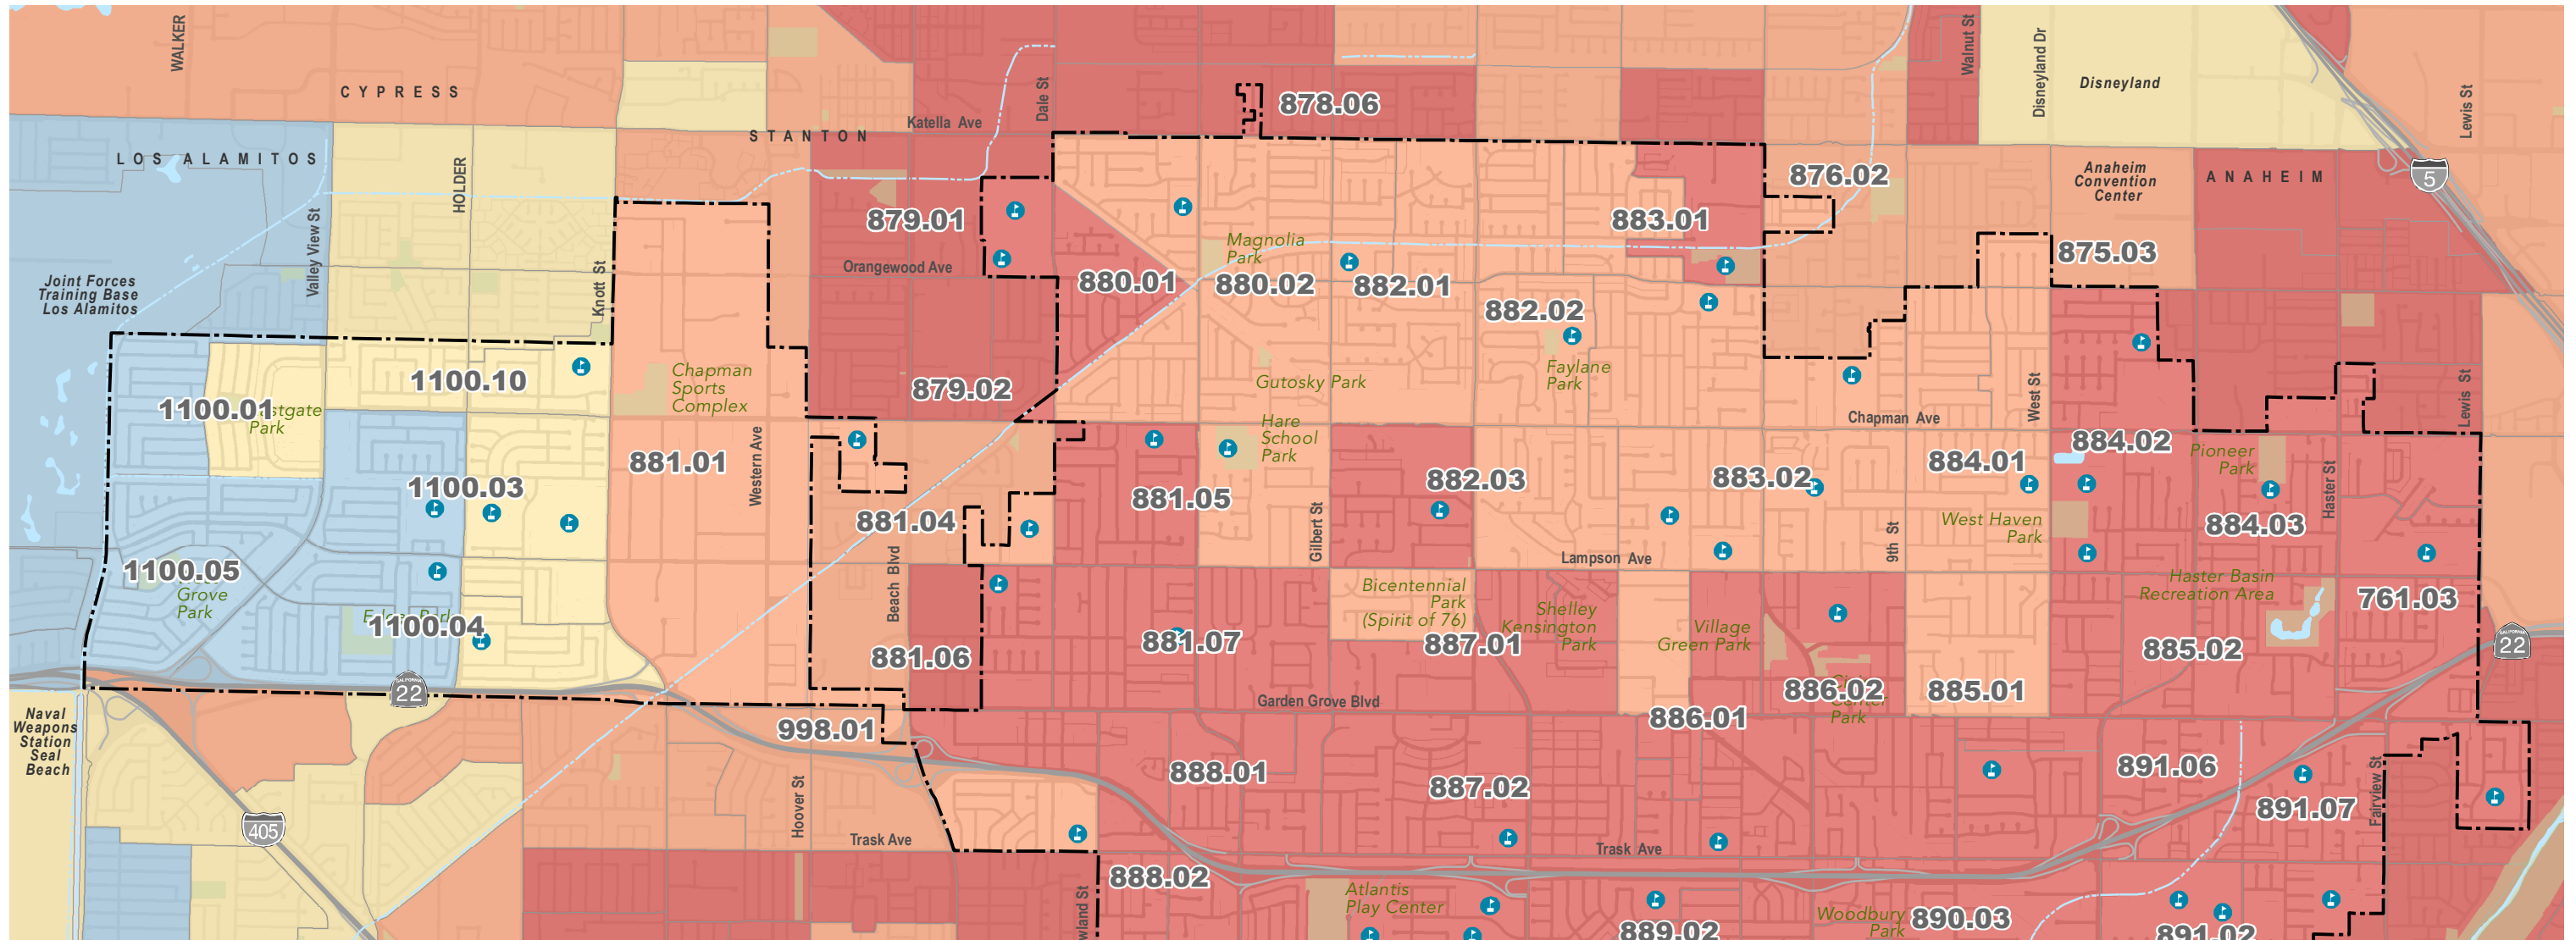 WALKER
CYPRESS
LOS ALAMITOS
STANTON
HOLDER
Katella Ave
Dale St
878.06
Walnut St
Disneyland Dr
Disneyland
Lewis St
5
876.02
Anaheim
Convention
Center
ANAHEIM
879.01
883.01
Magnolia
Park
875.03
Orangewood Ave
Valley View St
Knott St
Joint Forces
Training Base
Los Alamitos
880.01
880.02
882.01
882.02
1100.10
Chapman
Sports
Complex
879.02
Gutosky Park
Faylane
Park
West St
Lewis St
1100.01
Park
Chapman Ave
Hare
School
Park
881.01
Western Ave
884.02
Pioneer
Park
884.01
1100.03
881.05
882.03
883.02
Haster St
881.04
Gilbert St
West Haven
Park
884.03
9th St
Lampson Ave
1100.05
Grove
Park
Beach Blvd
Bicentennial
Park
(Spirit of 76)
Shelley
Kensington
Park
Haster Basin
Recreation Area
761.03
1100.04
881.06
881.07
887.01
Village
Green Park
885.02
22
22
Garden Grove Blvd
886.02
Park
885.01
886.01
Naval
Weapons
Station
Seal
Beach
998.01
888.01
887.02
891.06
891.07
Fairview St
405
Hoover St
Trask Ave
Trask Ave
888.02
Atlantis
Play Center
Woodbury
Park
890.03
889.02
891.02